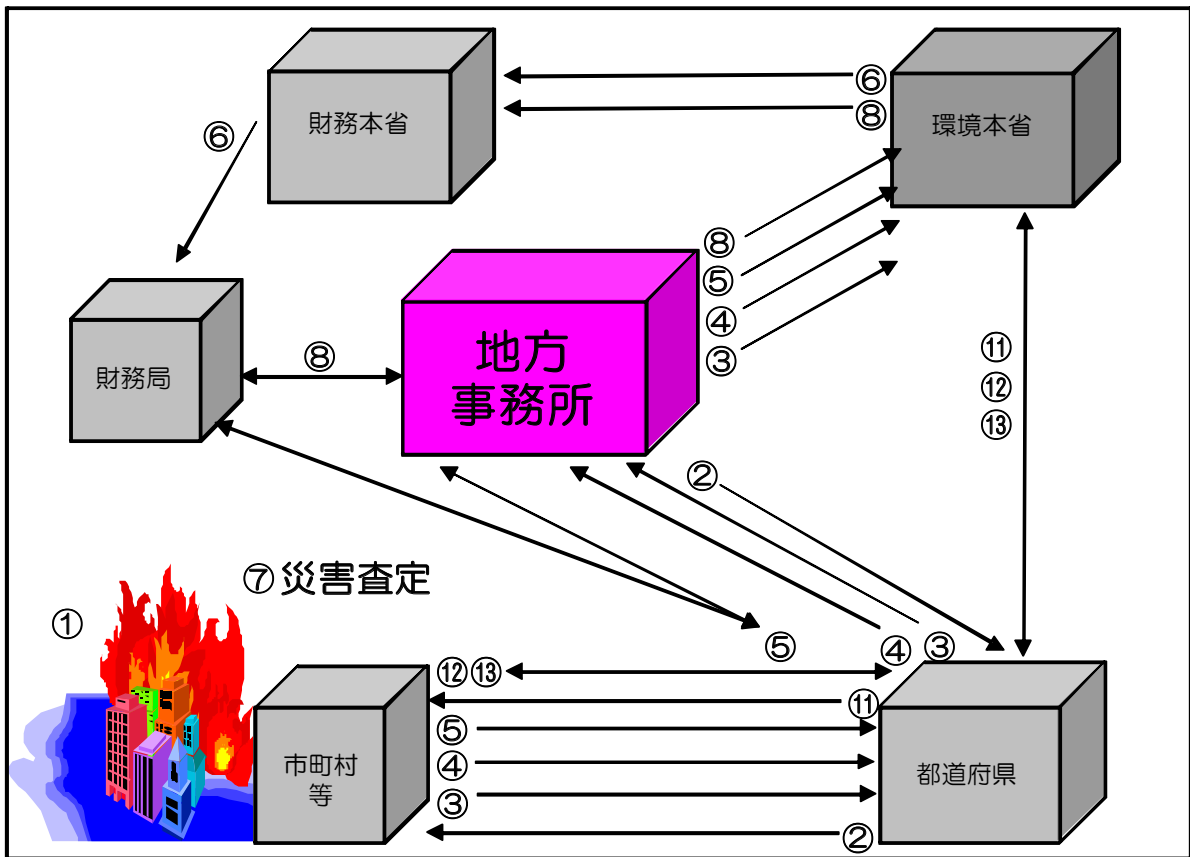 財務本省
⑥
⑧
環境本省
⑥
⑧
⑤
④
③
地方
事務所
財務局
⑧
⑪
⑫
⑬
②
⑦災害査定
①
⑤
④
③
⑫⑬
⑪
⑤
④
③
②
市町村
等
都道府県